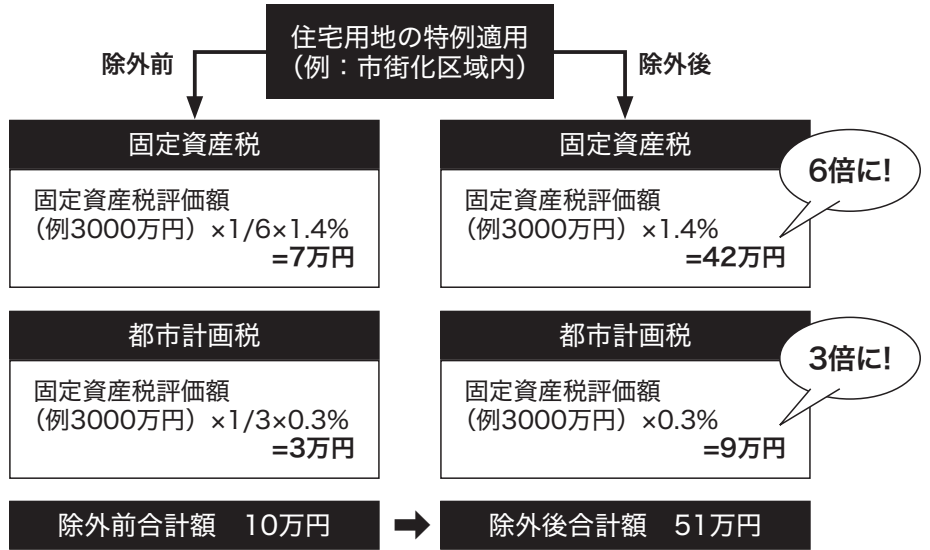 住宅用地の特例適用
（例：市街化区域内）
除外前
除外後
固定資産税
固定資産税評価額
（例3000万円）×1/6×1.4%
=7万円
固定資産税
固定資産税評価額
（例3000万円）×1.4%
=42万円
6倍に!
都市計画税
固定資産税評価額
（例3000万円）×1/3×0.3%
=3万円
都市計画税
固定資産税評価額
（例3000万円）×0.3%
=9万円
3倍に!
除外前合計額　10万円
除外後合計額　51万円